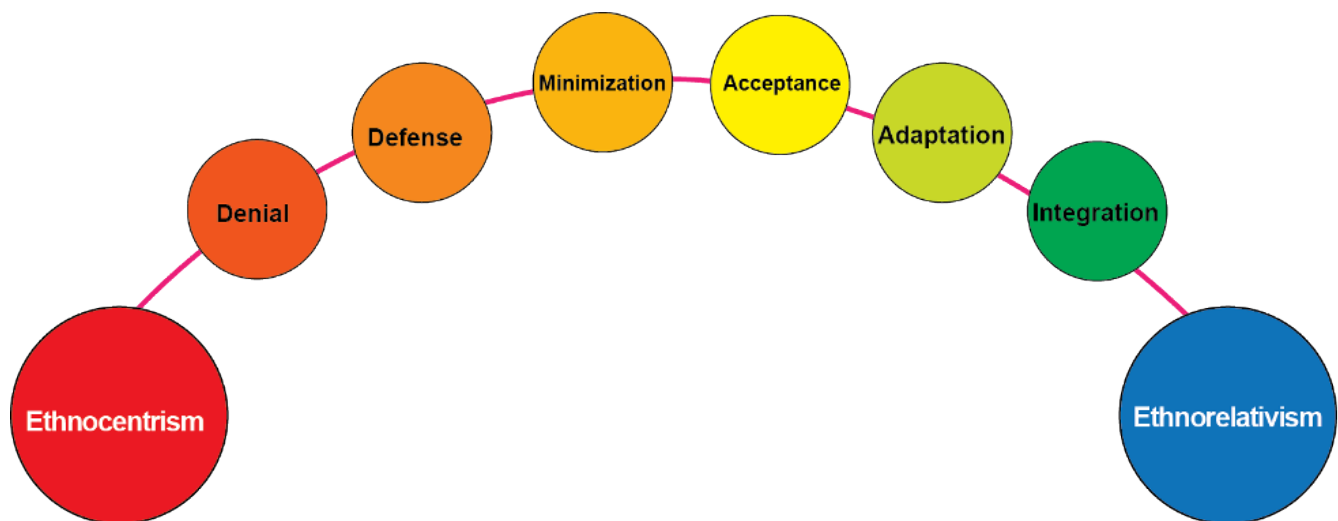 Ethnocentrism
Denial
Defense
Minimization
Acceptance
Adaptation
Integration
Ethnorelativism